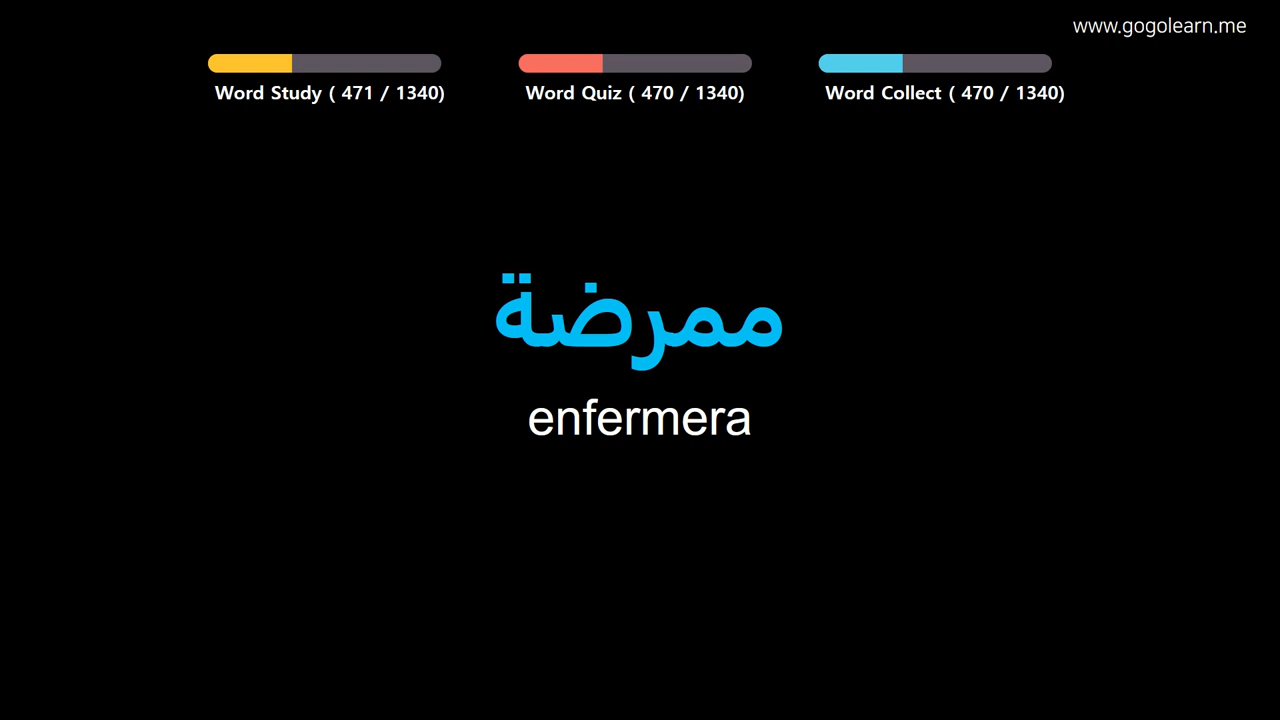 www.gogolearn.me
Word Study ( 471 / 1340)
Word Quiz ( 470 / 1340)
Word Collect ( 470 / 1340)
ممرضة
enfermera